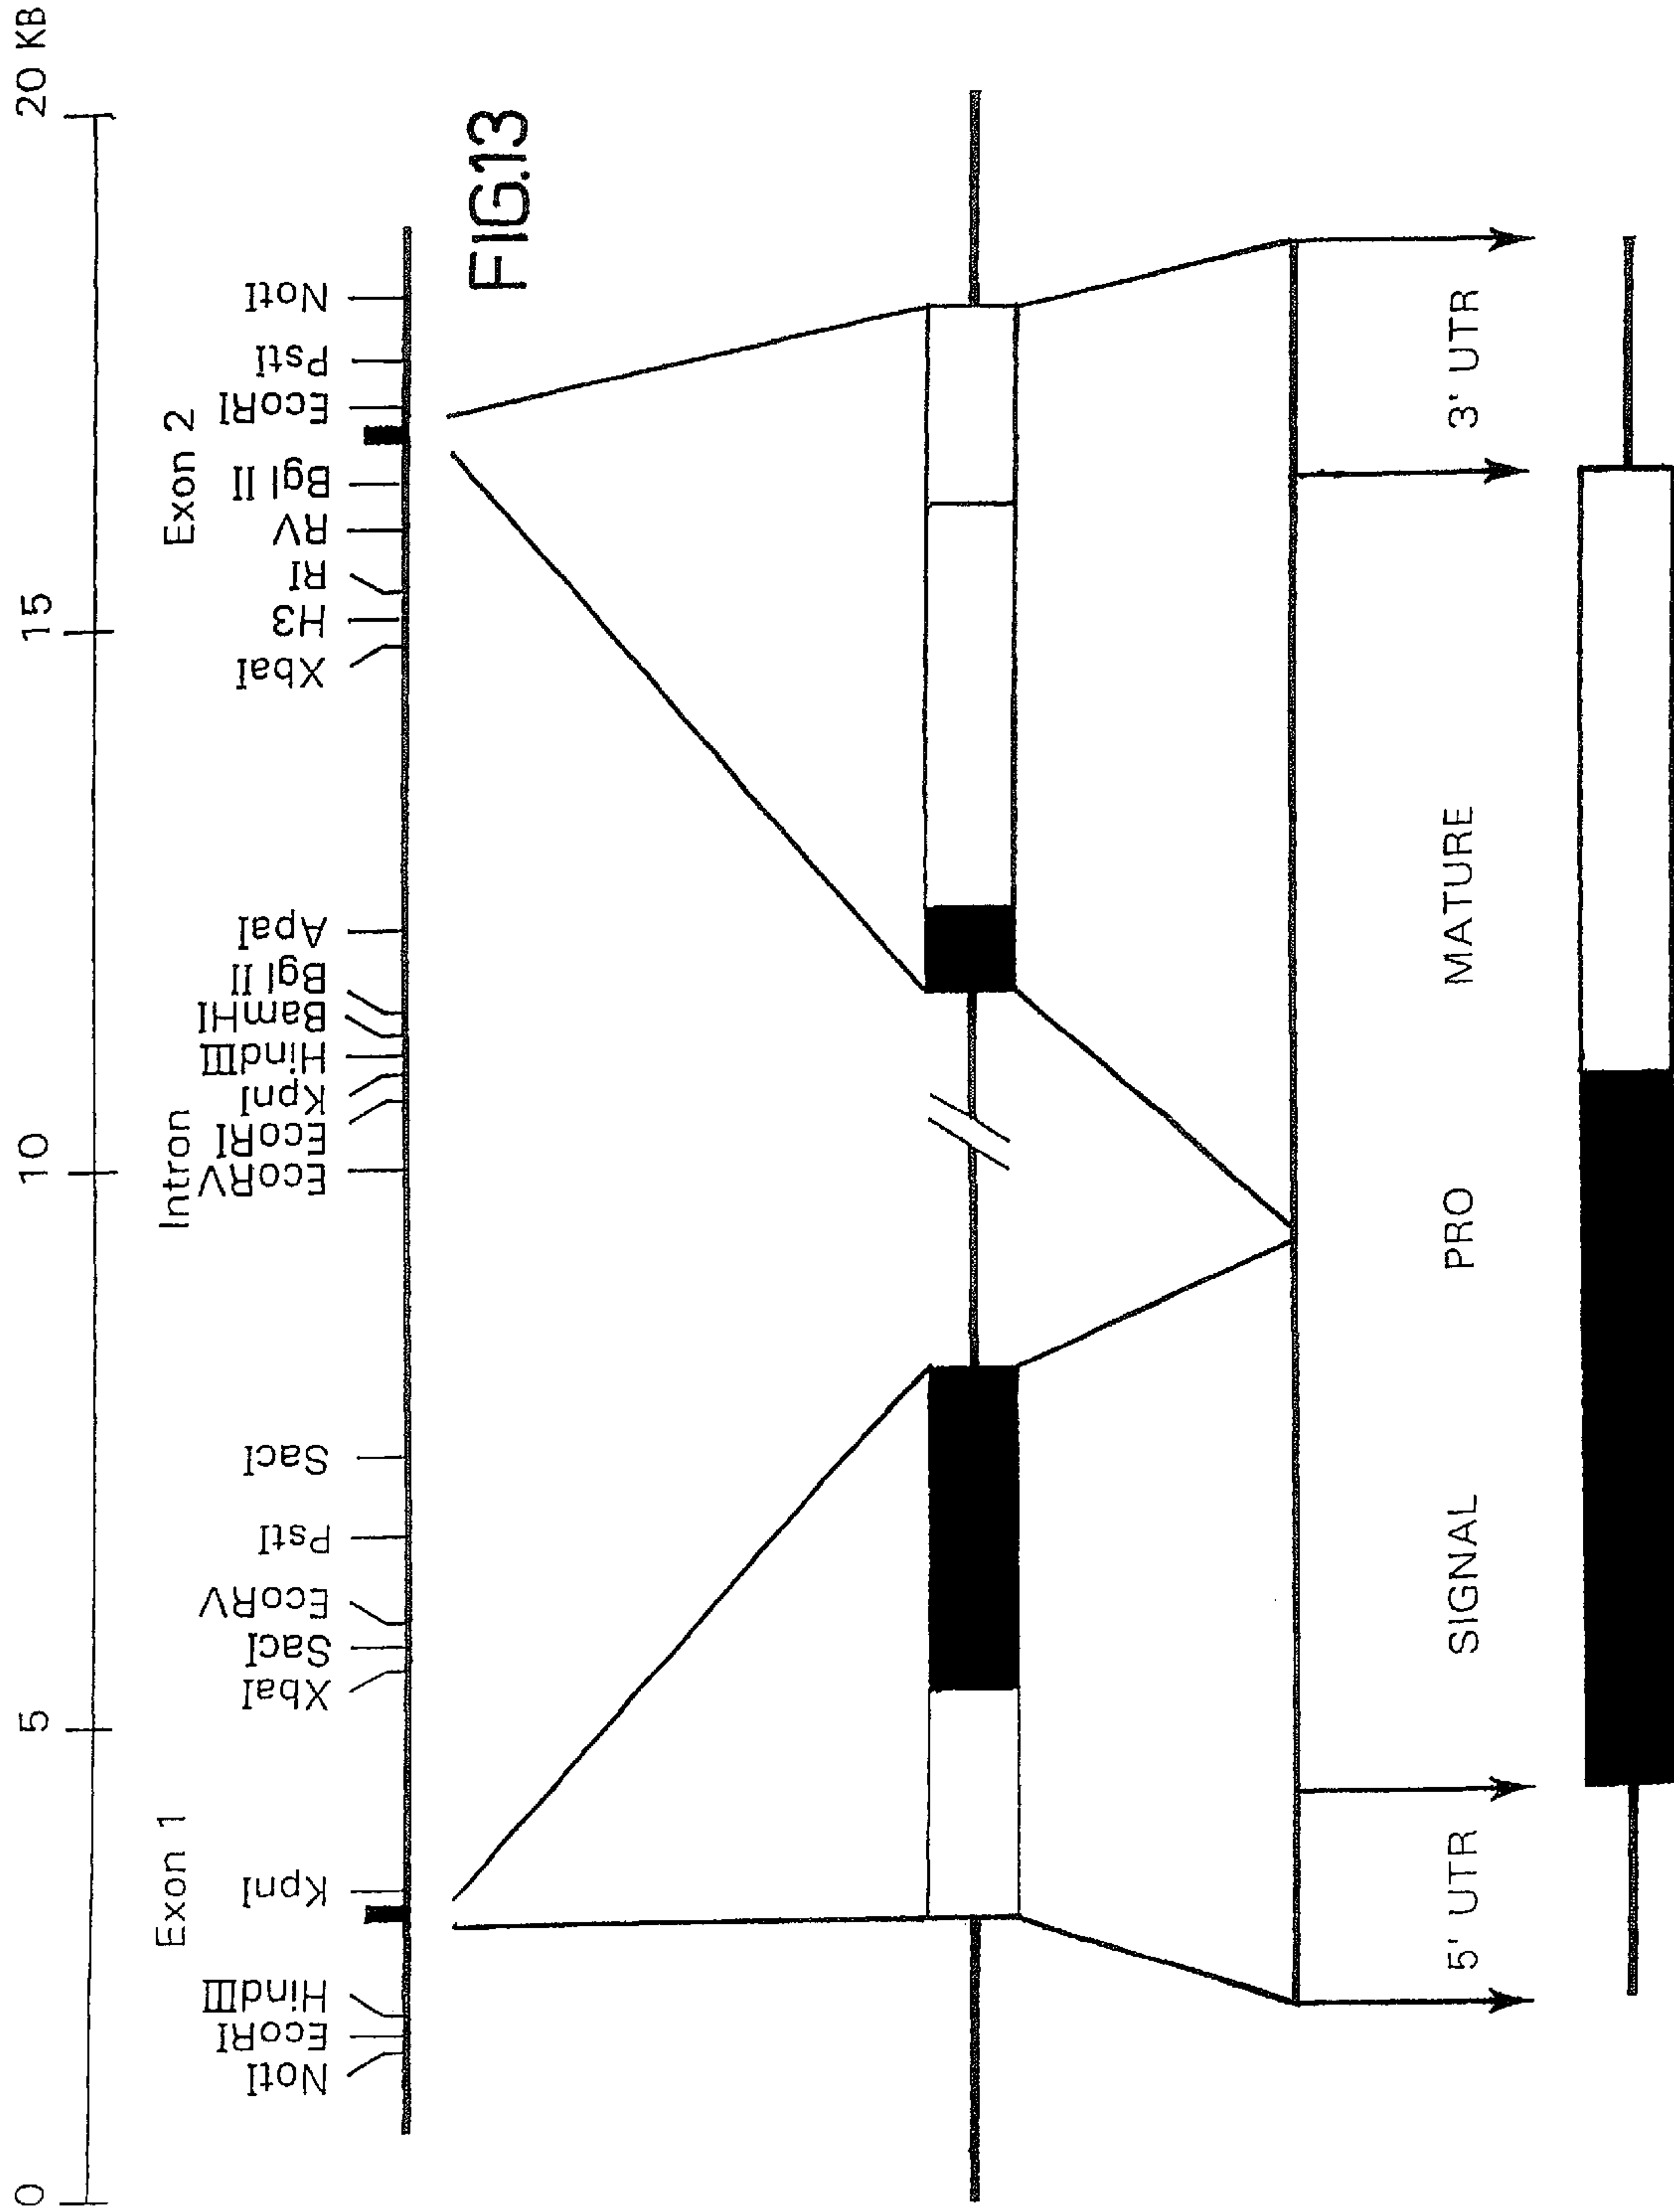 0 5 10 15 20 KB
Exon 1 Intron Exon 2
NotI EcoRI HindIII KpnI XbaI SacI EcoRV PstI SacI EcoRV EcoRI KpnI HindIII BamHI Bgl II ApaI XbaI H3 RI RV Bgl II EcoRI PstI NotI
FIG.13
5' UTR SIGNAL PRO MATURE 3' UTR